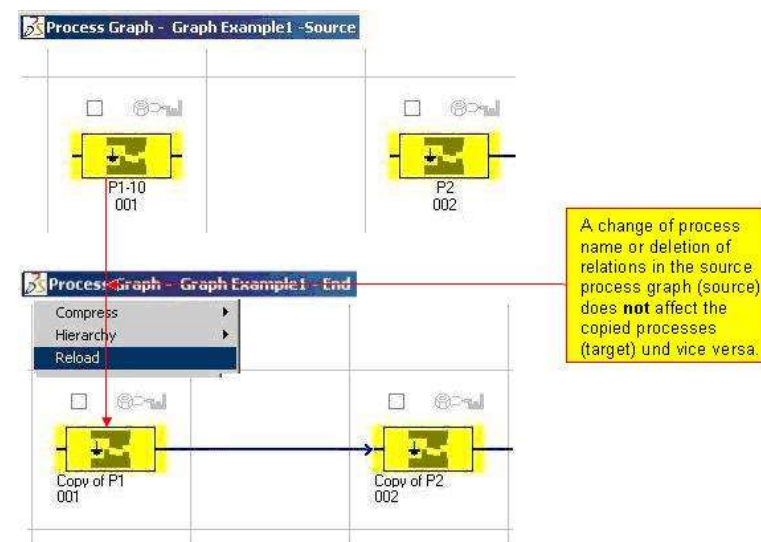 Process Graph - Graph Example1 -Source
P1-10
001
P2
002
A change of process
name or deletion of
relations in the source
process graph (source)
does not affect the
copied processes
(target) und vice versa.
Process Graph - Graph Example1 - End
Compress
Hierarchy
Reload
Copy of P1
001
Copy of P2
002